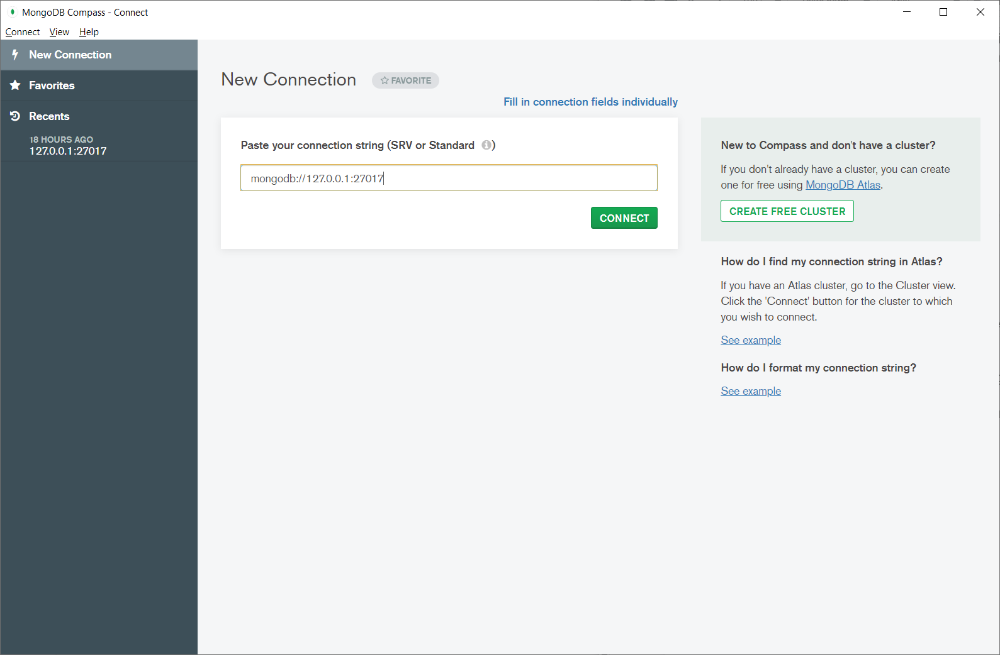 MongoDB Compass - Connect
Connect View Help
New Connection
Favorites
Recents
18 HOURS AGO
127.0.0.1:27017
New Connection
FAVORITE
Fill in connection fields individually
Paste your connection string (SRV or Standard )
mongodb://127.0.0.1:27017
CONNECT
New to Compass and don't have a cluster?
If you don't already have a cluster, you can create
one for free using MongoDB Atlas.
CREATE FREE CLUSTER
How do I find my connection string in Atlas?
If you have an Atlas cluster, go to the Cluster view.
Click the 'Connect' button for the cluster to which
you wish to connect.
See example
How do I format my connection string?
See example